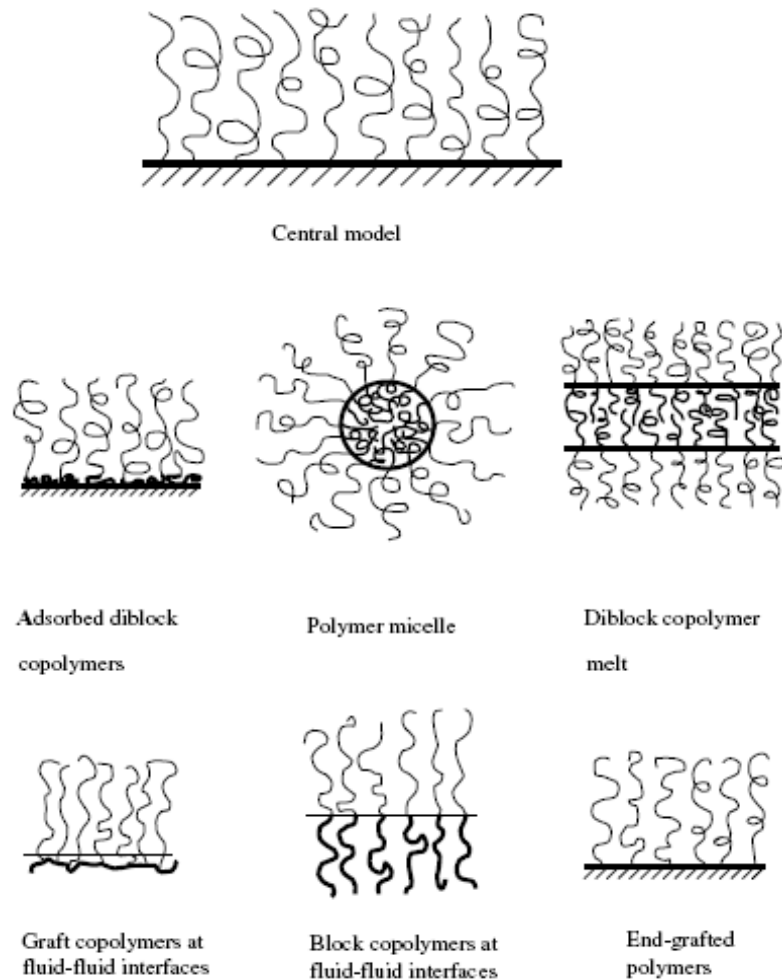 Central model
Adsorbed diblock
copolymers
Polymer micelle
Diblock copolymer
melt
Graft copolymers at
fluid-fluid interfaces
Block copolymers at
fluid-fluid interfaces
End-grafted
polymers